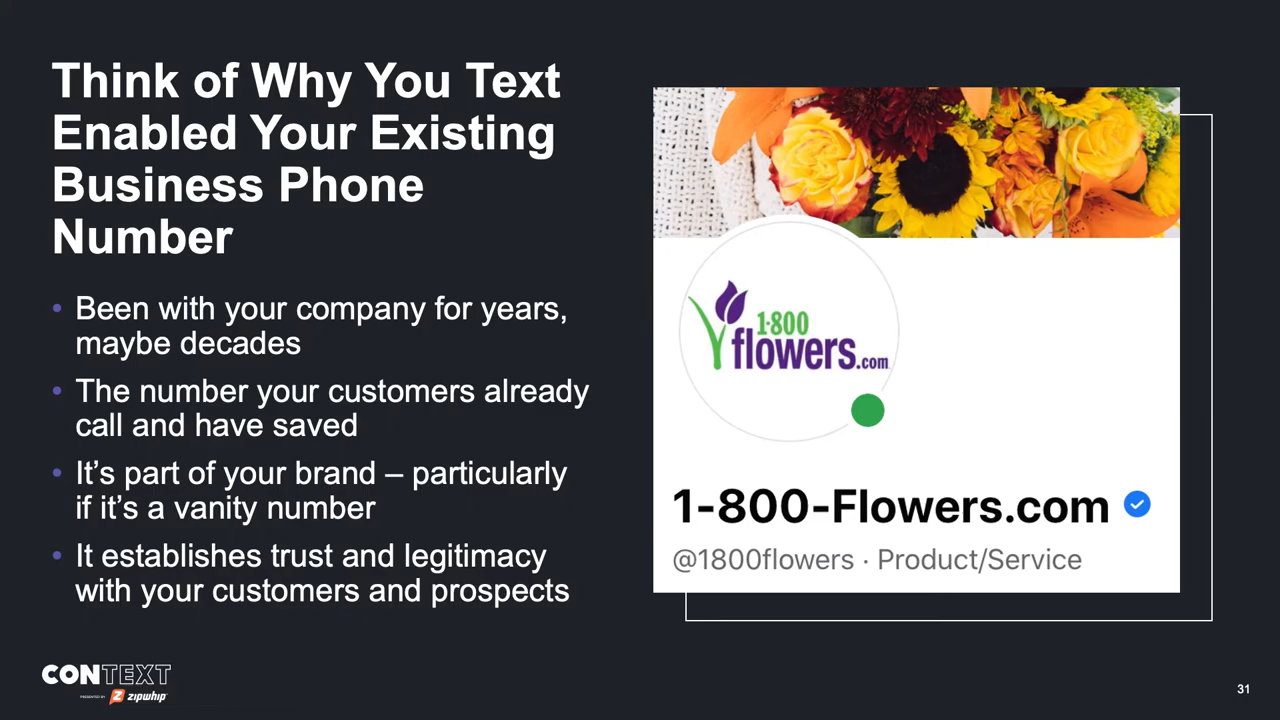 Think of Why You Text
Enabled Your Existing
Business Phone
Number
• Been with your company for years,
maybe decades
• The number your customers already
call and have saved
• It’s part of your brand – particularly
if it’s a vanity number
• It establishes trust and legitimacy
with your customers and prospects
1-800
flowers.com
1-800-Flowers.com
@1800flowers · Product/Service
CONTEXT
PRESENTED BY zipwhip
31